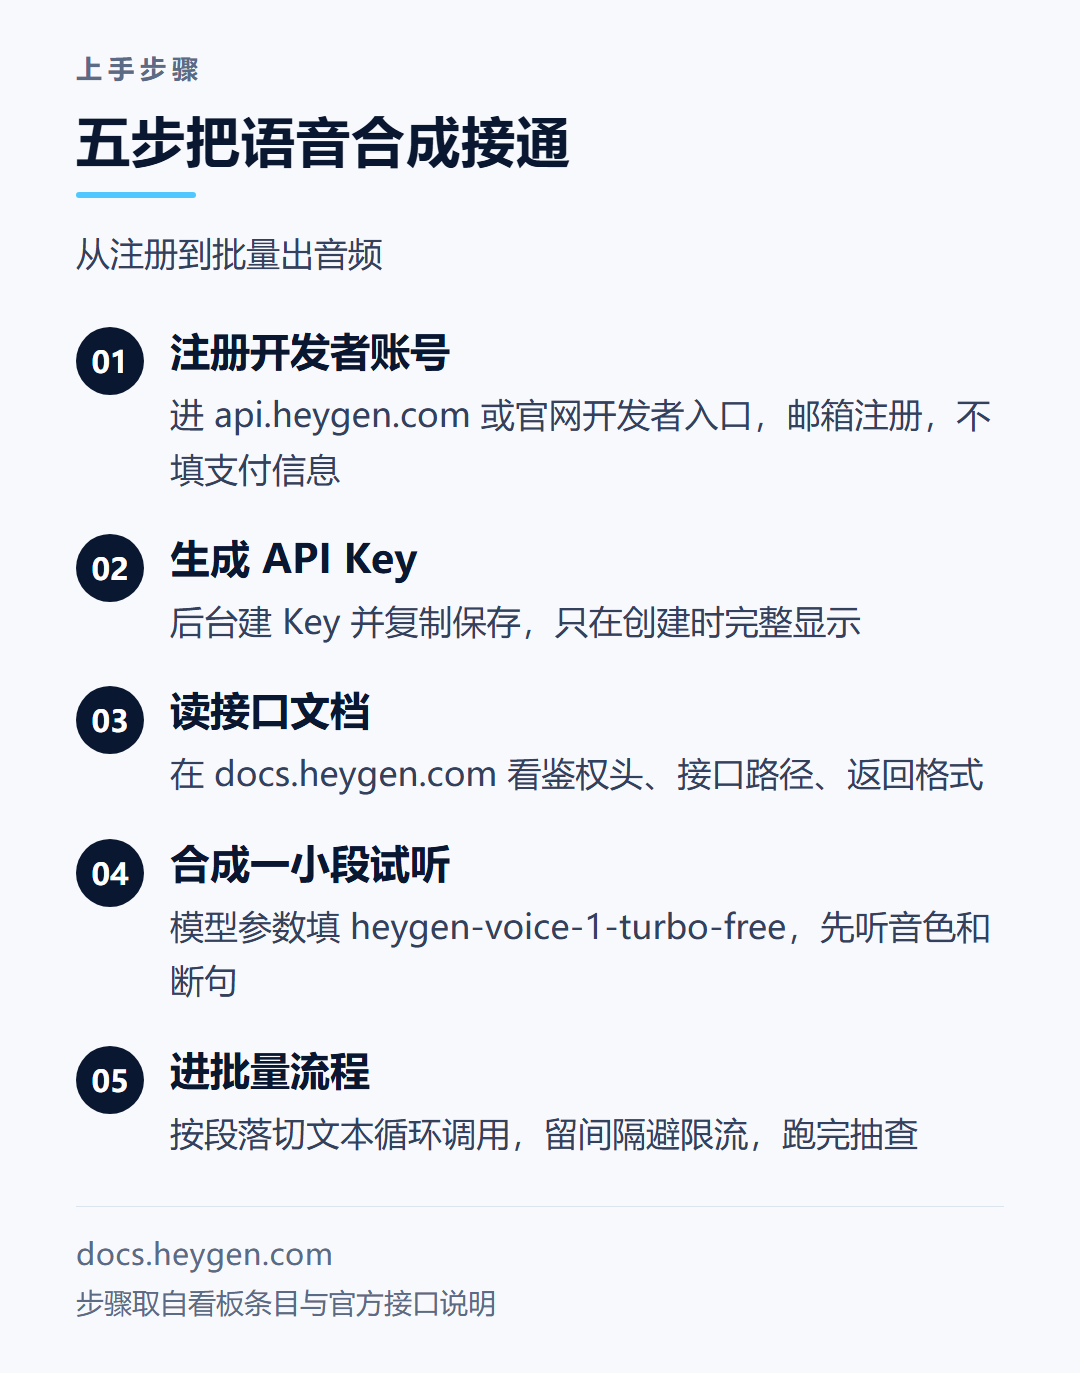 上手步骤
五步把语音合成接通
从注册到批量出音频
01
注册开发者账号
进 api.heygen.com 或官网开发者入口，邮箱注册，不
填支付信息
02
生成 API Key
后台建 Key 并复制保存，只在创建时完整显示
03
读接口文档
在 docs.heygen.com 看鉴权头、接口路径、返回格式
04
合成一小段试听
模型参数填 heygen-voice-1-turbo-free，先听音色和
断句
05
进批量流程
按段落切文本循环调用，留间隔避限流，跑完抽查
docs.heygen.com
步骤取自看板条目与官方接口说明